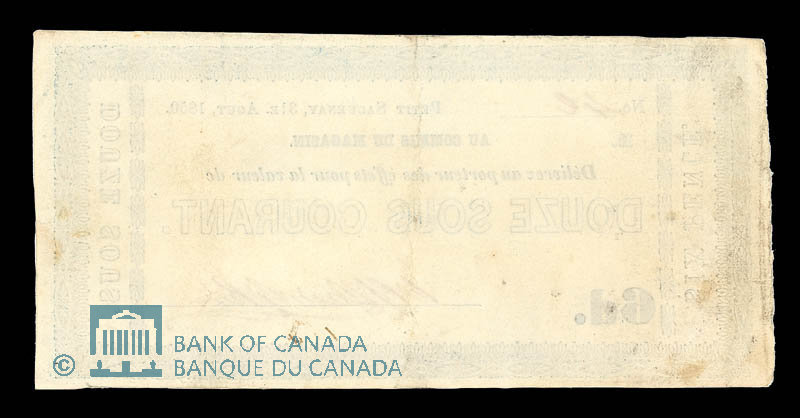 No
PETIT SAGUENAY, 31E. AOUT, 1850.
AU COMMIS DU MAGASIN.
Délivrez au porteur des effets pour la valeur de
DOUZE SOUS COURANT.
6d.
DOUZE SOUS
SIX PENCE
© BANK OF CANADA
BANQUE DU CANADA